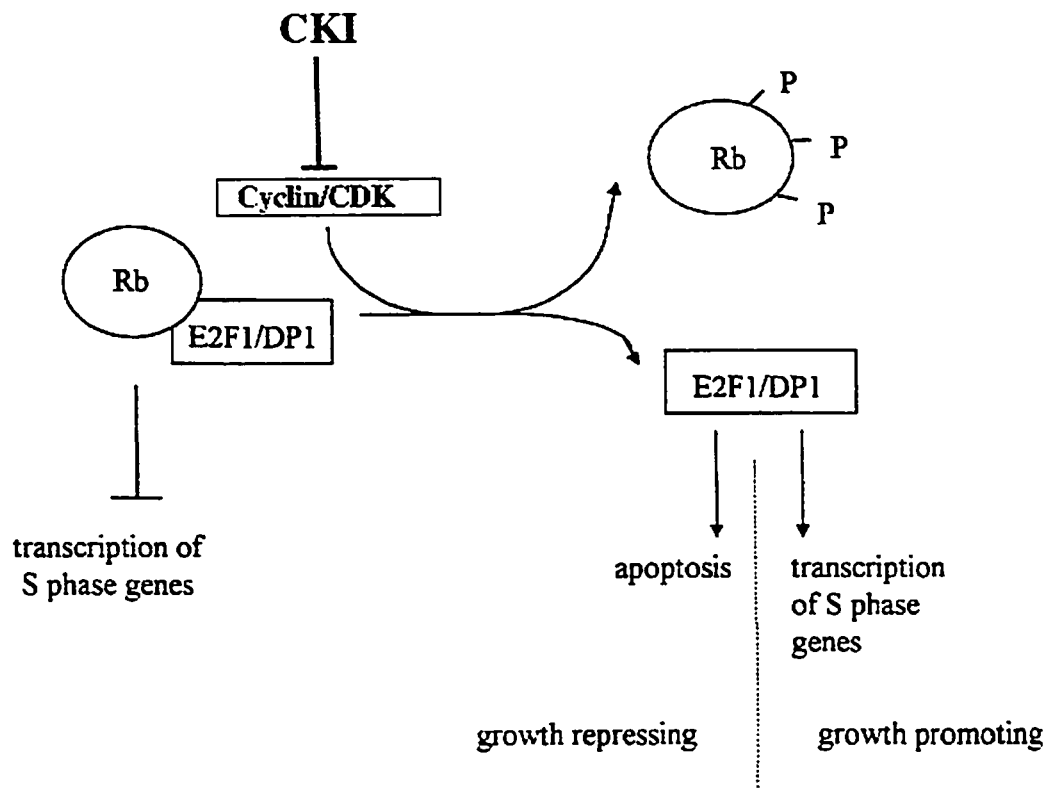 CKI
Cyclin/CDK
Rb
E2F1/DP1
transcription of
S phase genes
P
Rb
P
P
E2F1/DP1
apoptosis
transcription
of S phase
genes
growth repressing
growth promoting